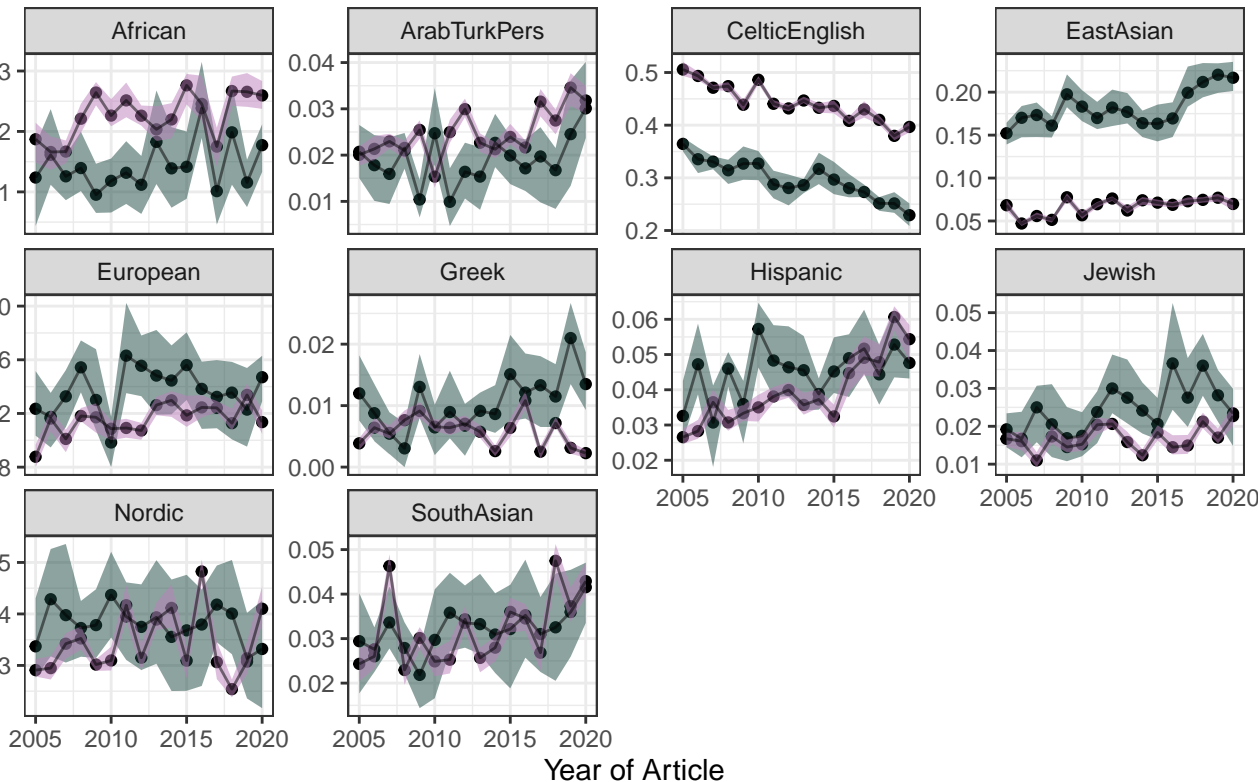 African ArabTurkPers CelticEnglish EastAsian
3 0.04 0.5 0.20
2 0.03 0.4 0.15
1 0.02 0.3 0.10
0.01 0.2 0.05
European Greek Hispanic Jewish
0 0.02 0.06 0.05
6 0.01 0.05 0.04
2 0.00 0.04 0.03
8 0.03 0.02
0.02 0.01
2005 2010 2015 2020 2005 2010 2015 2020
Nordic SouthAsian
5 0.05
4 0.04
3 0.03
0.02
2005 2010 2015 2020 2005 2010 2015 2020
Year of Article